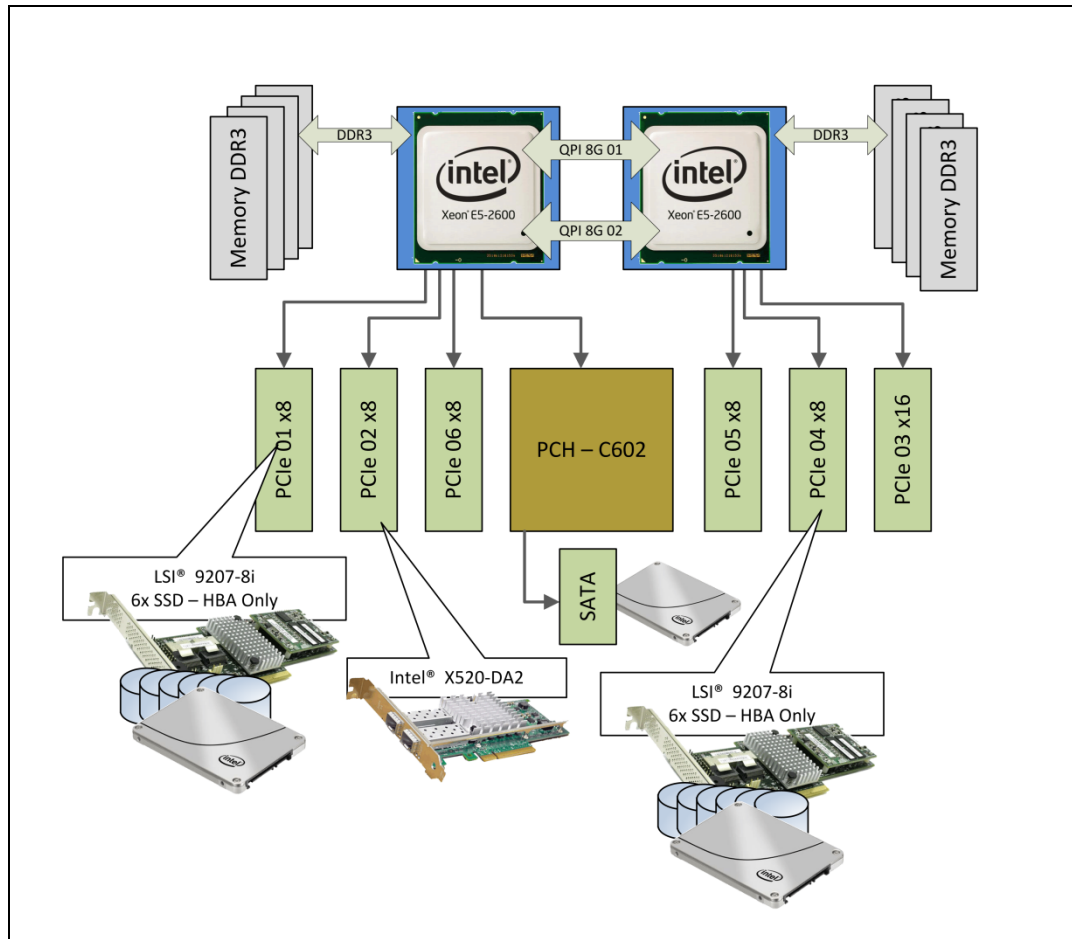 Memory DDR3
DDR3
intel
Xeon® E5-2600
QPI 8G 01
QPI 8G 02
intel
Xeon® E5-2600
DDR3
Memory DDR3
PCIe 01 x8
PCIe 02 x8
PCIe 06 x8
PCH – C602
PCIe 05 x8
PCIe 04 x8
PCIe 03 x16
LSI® 9207-8i
6x SSD – HBA Only
SATA
intel
Intel® X520-DA2
LSI® 9207-8i
6x SSD – HBA Only
intel
intel